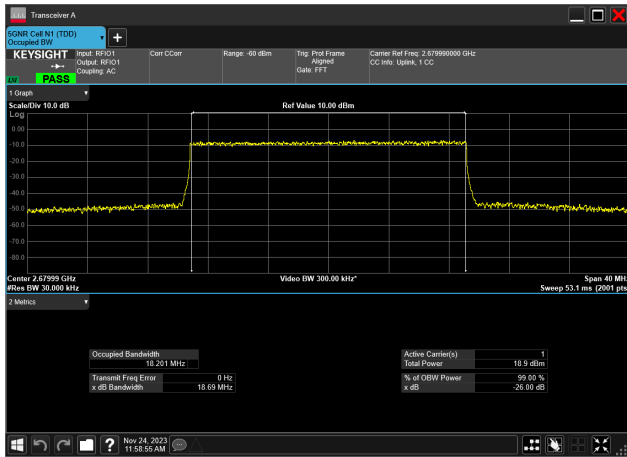 Transceiver A
5GNR Cell N1 (TDD)
Occupied BW
+
KEYSIGHT
LXI
PASS
Input: RFIO1
Output: RFIO1
Coupling: AC
Corr CCorr
Range: -60 dBm
Trig: Prot Frame
Aligned
Gate: FFT
Carrier Ref Freq: 2.679990000 GHz
CC Info: Uplink, 1 CC
1 Graph
Scale/Div 10.0 dB
Ref Value 10.00 dBm
Log
0.00
-10.0
-20.0
-30.0
-40.0
-50.0
-60.0
-70.0
-80.0
Center 2.67999 GHz
Video BW 300.00 kHz*
Span 40 MHz
#Res BW 30.000 kHz
Sweep 53.1 ms (2001 pts)
2 Metrics
Occupied Bandwidth
18.201 MHz
Transmit Freq Error 0 Hz
x dB Bandwidth 18.69 MHz
Active Carrier(s) 1
Total Power 18.9 dBm
% of OBW Power 99.00 %
x dB -26.00 dB
?
Nov 24, 2023
11:58:55 AM